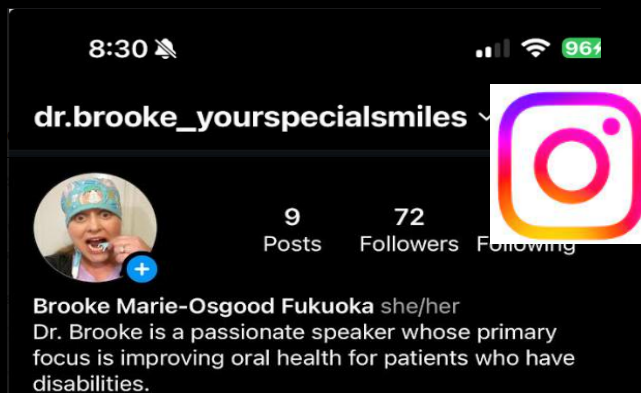 8:30
96
dr.brooke_yourspecialsmiles
9 72
Posts Followers Following
Brooke Marie-Osgood Fukuoka she/her
Dr. Brooke is a passionate speaker whose primary
focus is improving oral health for patients who have
disabilities.